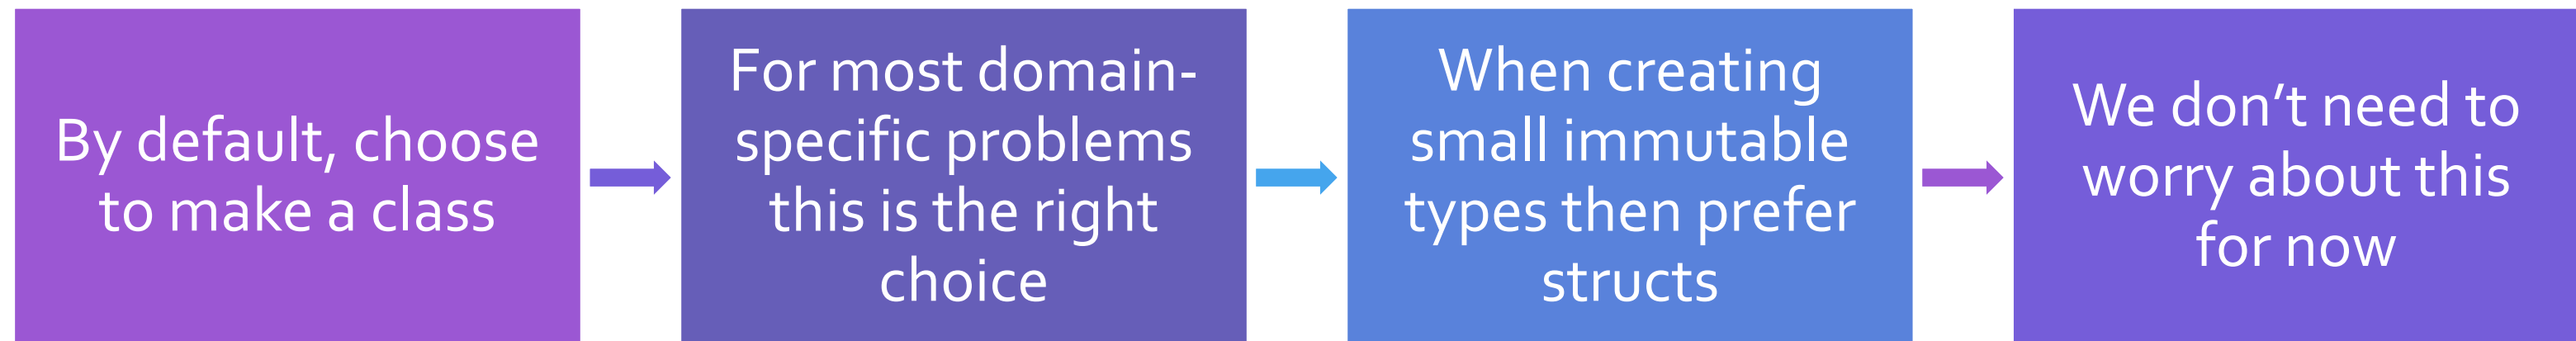 By default, choose
to make a class
For most domain-
specific problems
this is the right
choice
When creating
small immutable
types then prefer
structs
We don’t need to
worry about this
for now